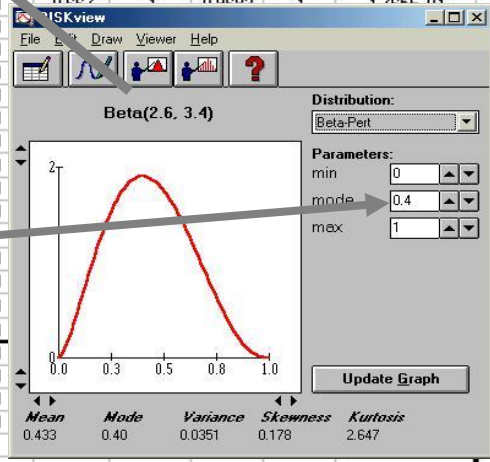 RISKview
File Edit Draw Viewer Help
Beta(2.6, 3.4)
Distribution:
Beta-Pert
Parameters:
min 0
mode 0.4
max 1
2
0
0.0 0.3 0.5 0.8 1.0
Update Graph
Mean Mode Variance Skewness Kurtosis
0.433 0.40 0.0351 0.178 2.647